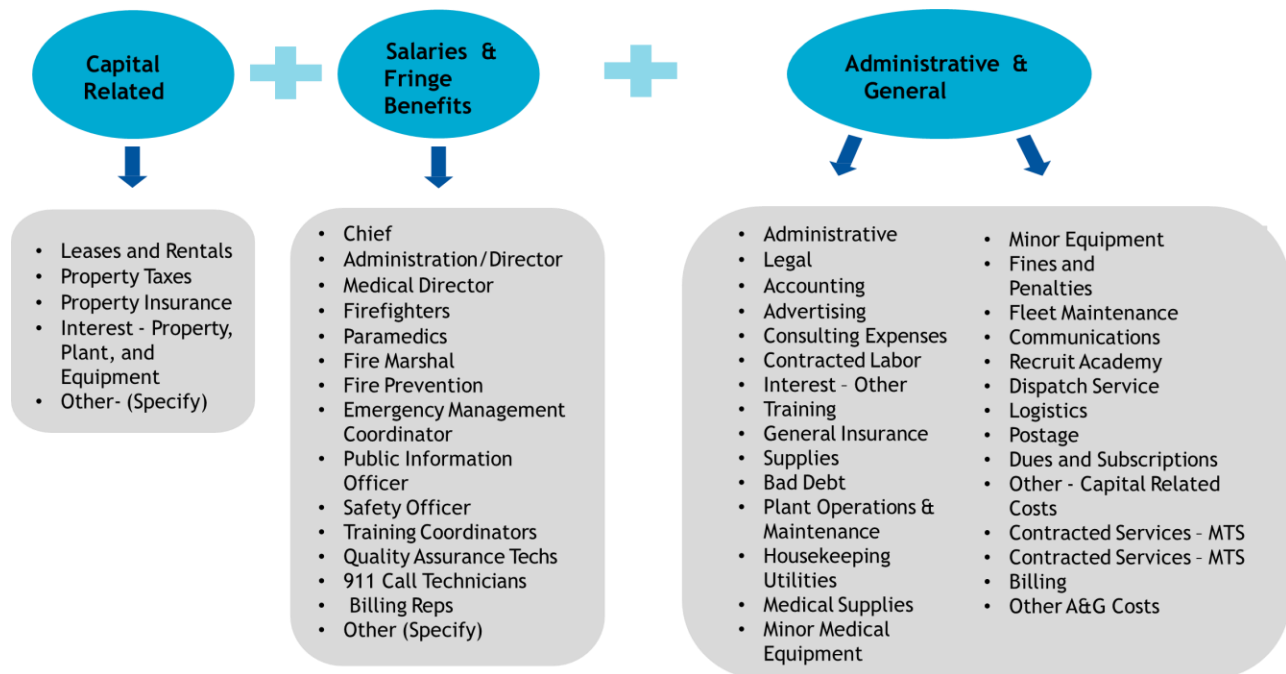 Capital
Related
Salaries &
Fringe
Benefits
Administrative &
General
• Leases and Rentals
• Property Taxes
• Property Insurance
• Interest - Property,
Plant, and
Equipment
• Other- (Specify)
• Chief
• Administration/Director
• Medical Director
• Firefighters
• Paramedics
• Fire Marshal
• Fire Prevention
• Emergency Management
Coordinator
• Public Information
Officer
• Safety Officer
• Training Coordinators
• Quality Assurance Techs
• 911 Call Technicians
• Billing Reps
• Other (Specify)
• Administrative
• Legal
• Accounting
• Advertising
• Consulting Expenses
• Contracted Labor
• Interest – Other
• Training
• General Insurance
• Supplies
• Bad Debt
• Plant Operations &
Maintenance
• Housekeeping
Utilities
• Medical Supplies
• Minor Medical
Equipment
• Minor Equipment
• Fines and
Penalties
• Fleet Maintenance
• Communications
• Recruit Academy
• Dispatch Service
• Logistics
• Postage
• Dues and Subscriptions
• Other - Capital Related
Costs
• Contracted Services – MTS
• Contracted Services – MTS
• Billing
• Other A&G Costs